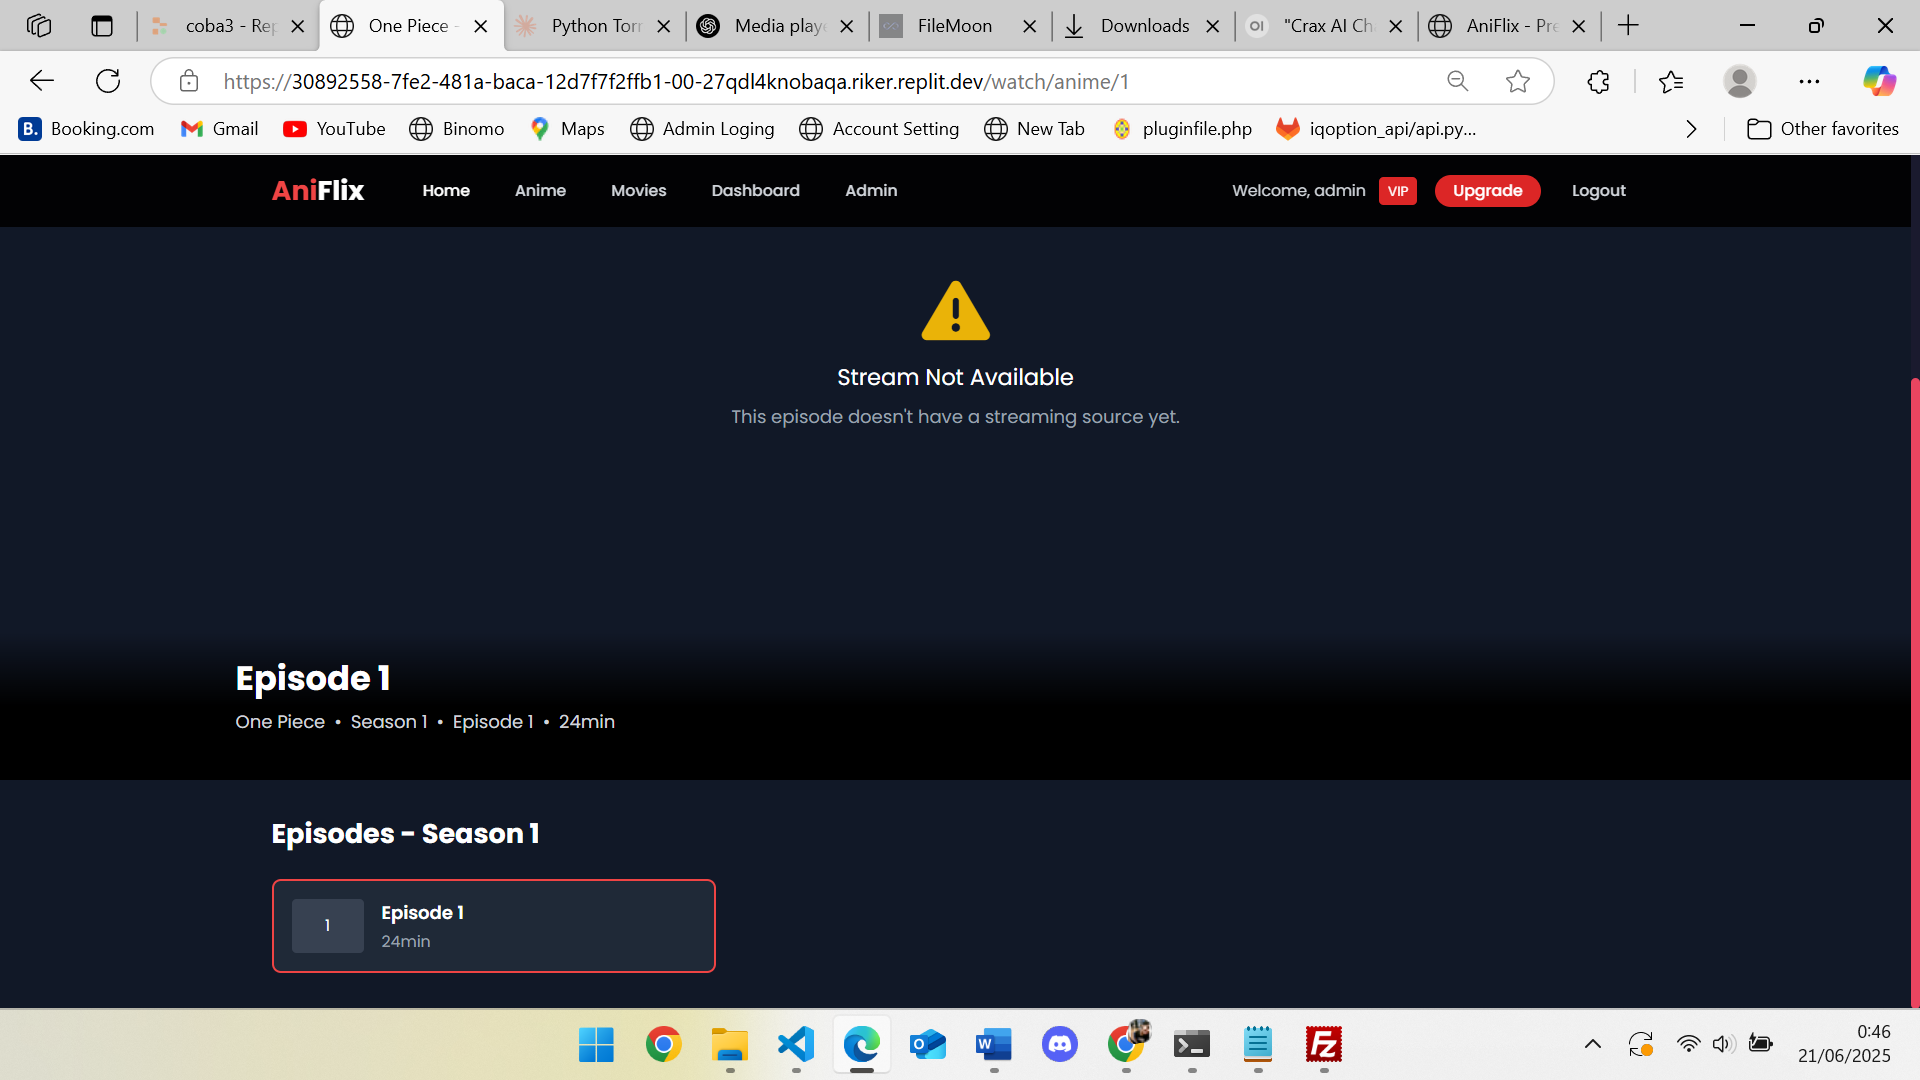 coba3 - Rep
One Piece -
Python Torr
Media playe
FileMoon
Downloads
"Crax AI Ch
AniFlix - Pre
https://30892558-7fe2-481a-baca-12d7f7f2ffb1-00-27qdl4knobaqa.riker.replit.dev/watch/anime/1
B. Booking.com
Gmail
YouTube
Binomo
Maps
Admin Loging
Account Setting
New Tab
pluginfile.php
iqoption_api/api.py...
Other favorites
AniFlix
Home
Anime
Movies
Dashboard
Admin
Welcome, admin
VIP
Upgrade
Logout
Stream Not Available
This episode doesn't have a streaming source yet.
Episode 1
One Piece • Season 1 • Episode 1 • 24min
Episodes - Season 1
1
Episode 1
24min
0:46
21/06/2025